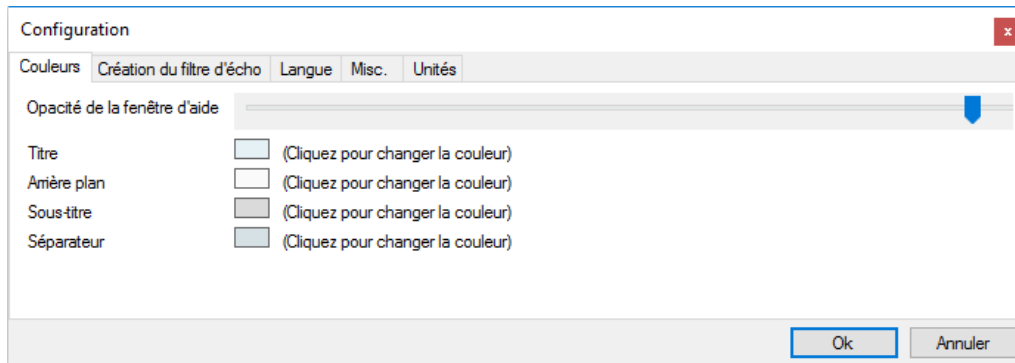 Configuration
x
Couleurs Création du filtre d'écho Langue Misc. Unités
Opacité de la fenêtre d'aide
Titre (Cliquez pour changer la couleur)
Arrière plan (Cliquez pour changer la couleur)
Sous-titre (Cliquez pour changer la couleur)
Séparateur (Cliquez pour changer la couleur)
Ok Annuler